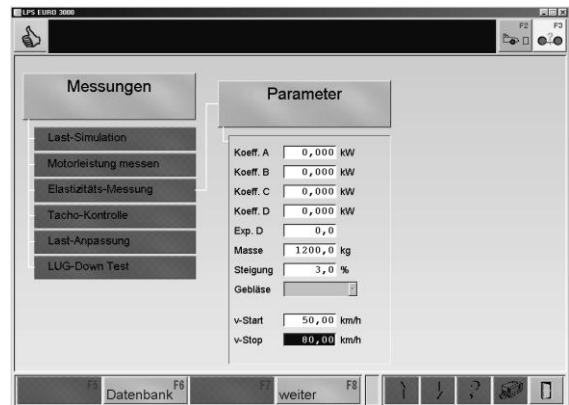 LPS EURO 3000
F2 F3
Messungen
Last-Simulation
Motorleistung messen
Elastizitäts-Messung
Tacho-Kontrolle
Last-Anpassung
LUG-Down Test
Parameter
Koeff. A 0,000 kW
Koeff. B 0,000 kW
Koeff. C 0,000 kW
Koeff. D 0,000 kW
Exp. D 0,0
Masse 1200,0 kg
Steigung 3,0 %
Gebläse
v-Start 50,00 km/h
v-Stop 80,00 km/h
F5
Datenbank F6
F7
weiter F8